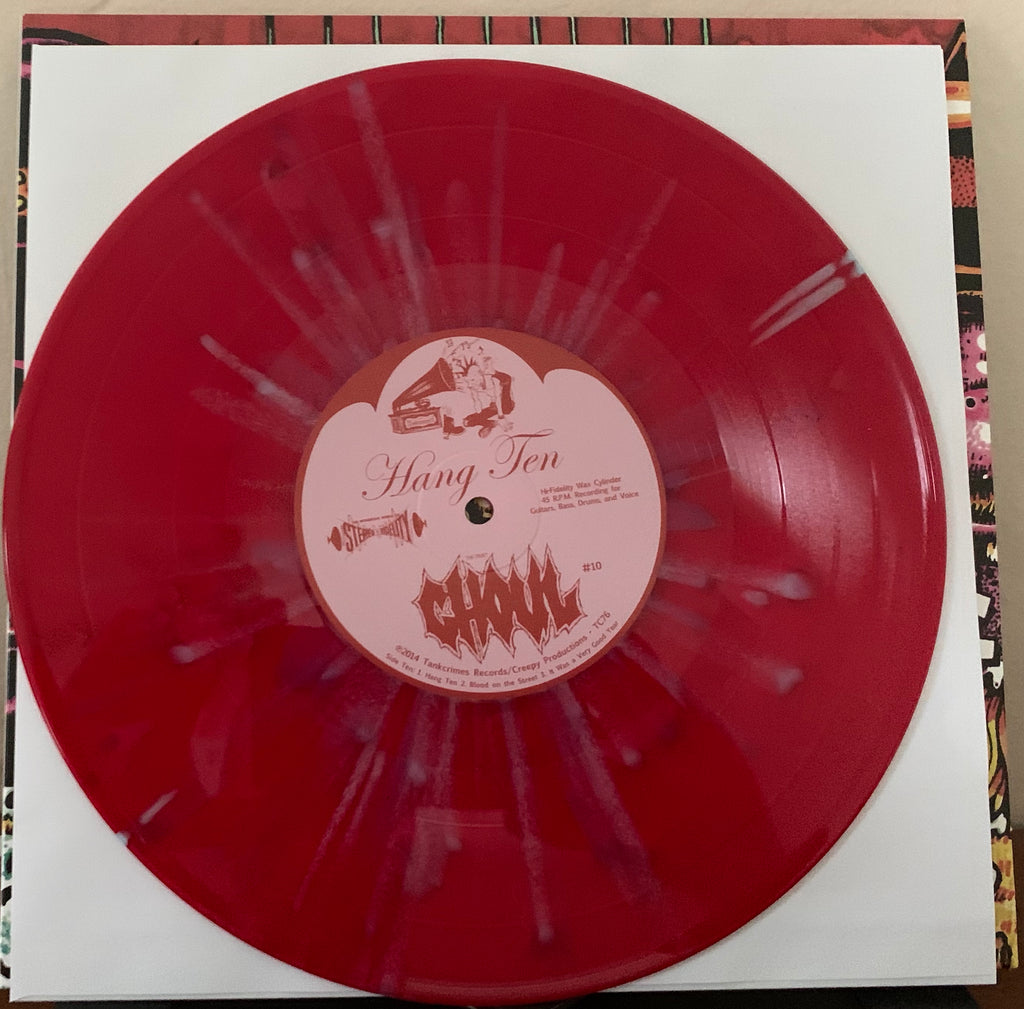 Hang Ten
Hi-Fidelity Wax Cylinder
45 R.P.M. Recording for
Guitars, Bass, Drums, and Voice
STEREO FIDELITY
GHOUL
#10
℗2014 Tankcrimes Records/Creepy Productions - TC76
Side Ten: 1. Hang Ten 2. Blood on the Street 3. It Was a Very Good Year